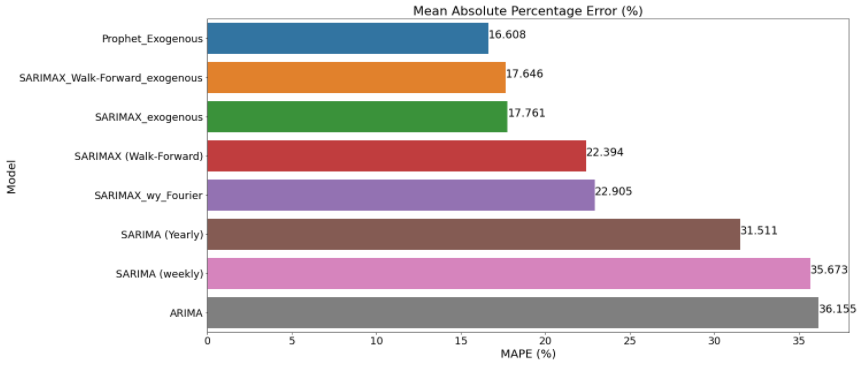 Mean Absolute Percentage Error (%)
Prophet_Exogenous
16.608
SARIMAX_Walk-Forward_exogenous
17.646
SARIMAX_exogenous
17.761
SARIMAX (Walk-Forward)
22.394
SARIMAX_wy_Fourier
22.905
SARIMA (Yearly)
31.511
SARIMA (weekly)
35.673
ARIMA
36.155
Model
0 5 10 15 20 25 30 35
MAPE (%)